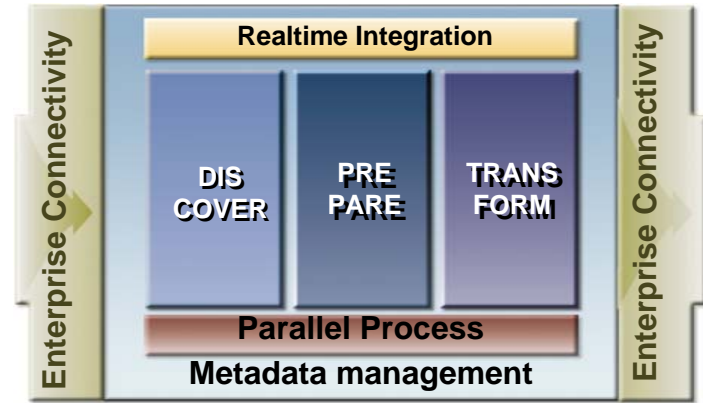 Enterprise Connectivity
Realtime Integration
DIS
COVER
PRE
PARE
TRANS
FORM
Parallel Process
Metadata management
Enterprise Connectivity